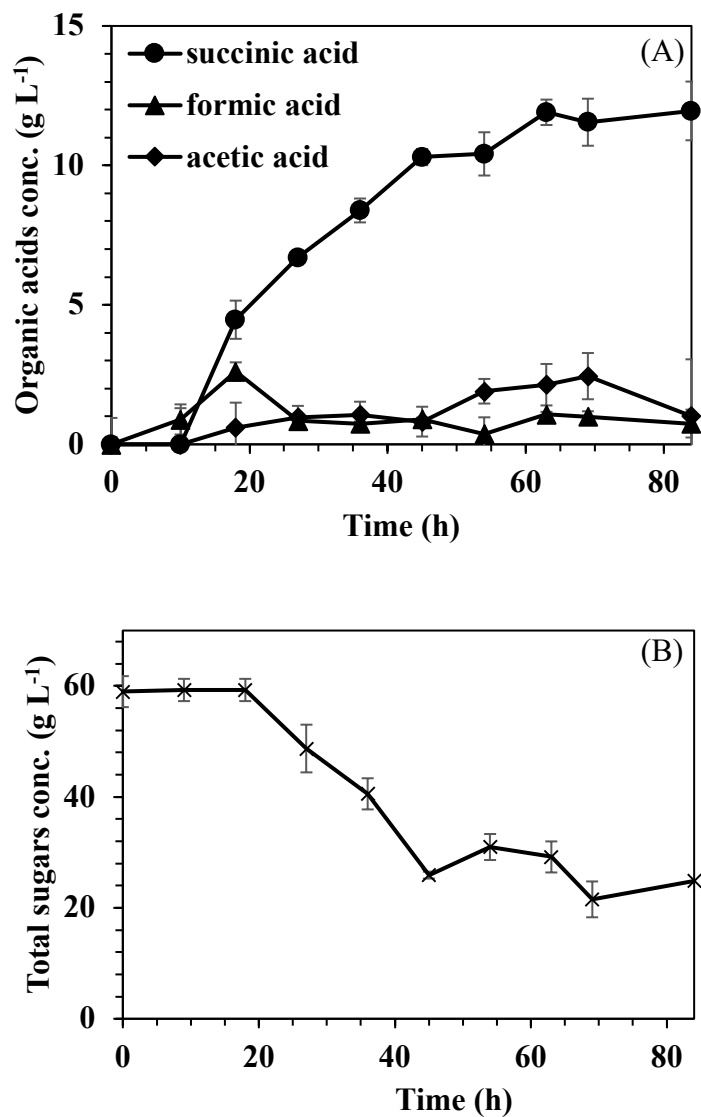 15
(A)
succinic acid
formic acid
acetic acid
10
5
0
Organic acids conc. (g L⁻¹)
0 20 40 60 80
Time (h)
(B)
60
40
20
0
Total sugars conc. (g L⁻¹)
0 20 40 60 80
Time (h)